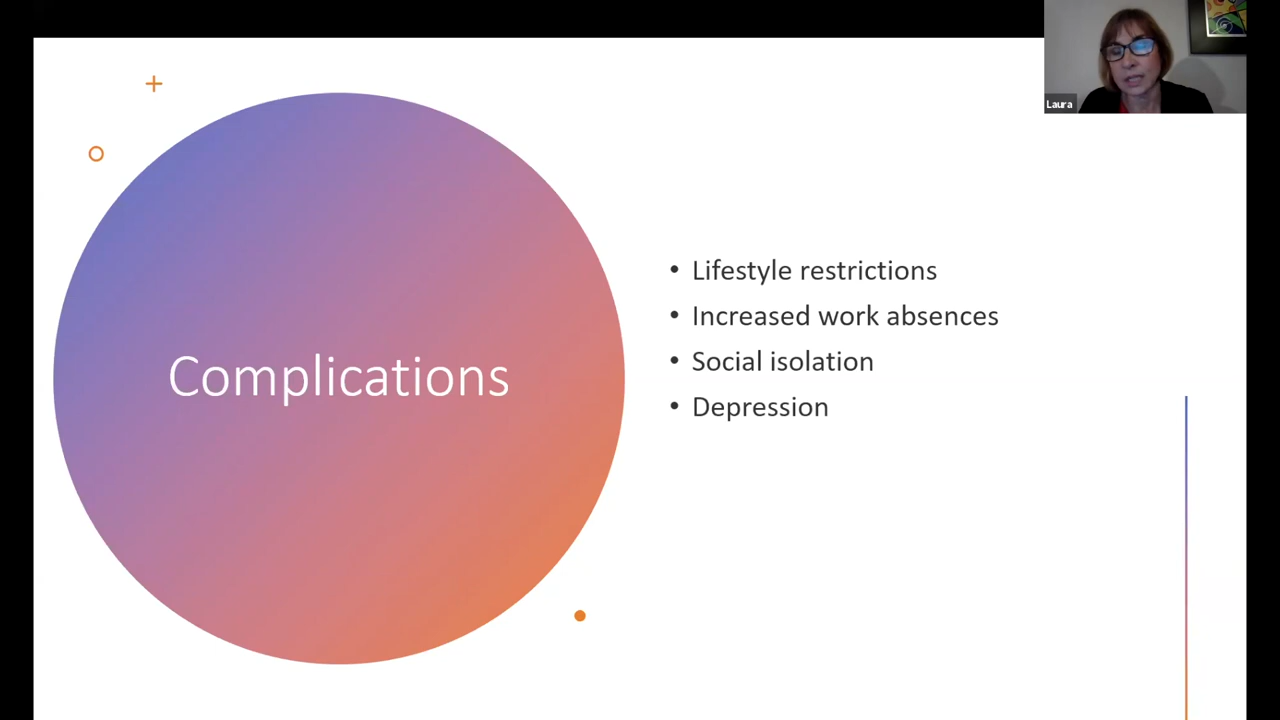 Laura
Complications
• Lifestyle restrictions
• Increased work absences
• Social isolation
• Depression